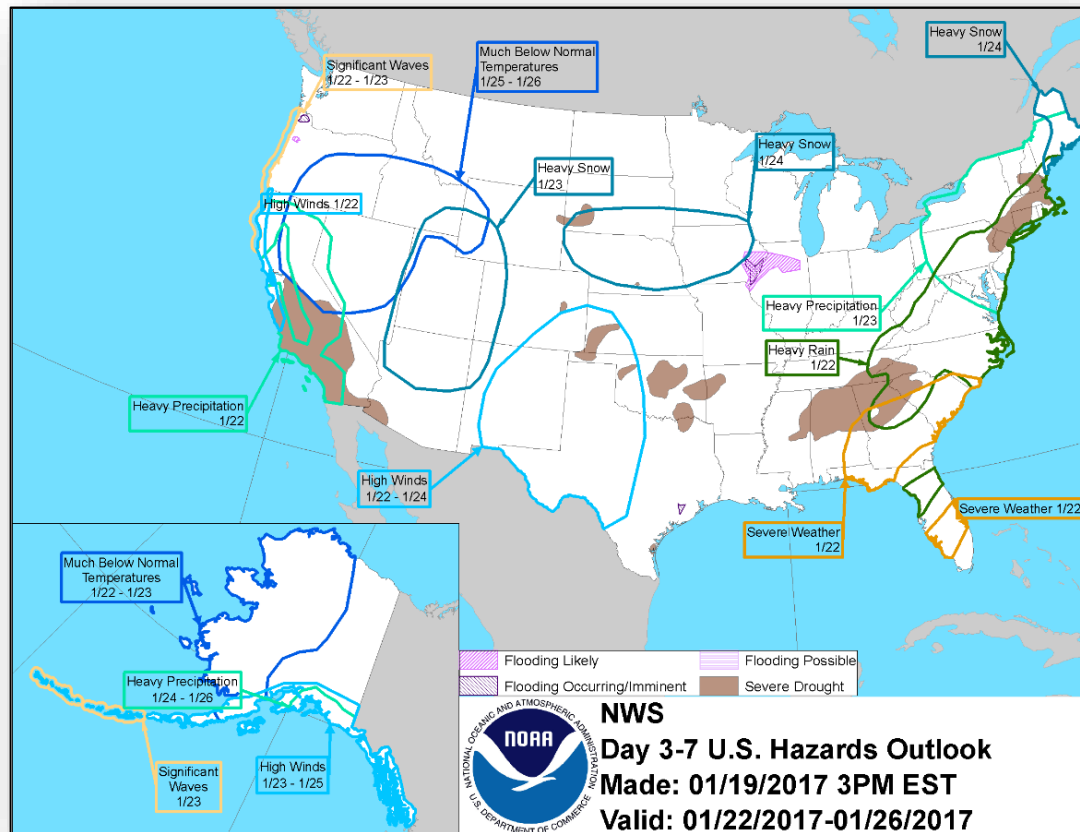 Heavy Snow
1/24
Significant Waves
1/22 - 1/23
Much Below Normal
Temperatures
1/25 - 1/26
Heavy Snow
1/23
Heavy Snow
1/24
High Winds 1/22
Heavy Precipitation
1/23
Heavy Rain
1/22
Heavy Precipitation
1/22
High Winds
1/22 - 1/24
Severe Weather
1/22
Severe Weather 1/22
Much Below Normal
Temperatures
1/22 - 1/23
Heavy Precipitation
1/24 - 1/26
Significant
Waves
1/23
High Winds
1/23 - 1/25
Flooding Likely
Flooding Possible
Flooding Occurring/Imminent
Severe Drought
NATIONAL OCEANIC AND ATMOSPHERIC ADMINISTRATION
NOAA
U.S. DEPARTMENT OF COMMERCE
NWS
Day 3-7 U.S. Hazards Outlook
Made: 01/19/2017 3PM EST
Valid: 01/22/2017-01/26/2017